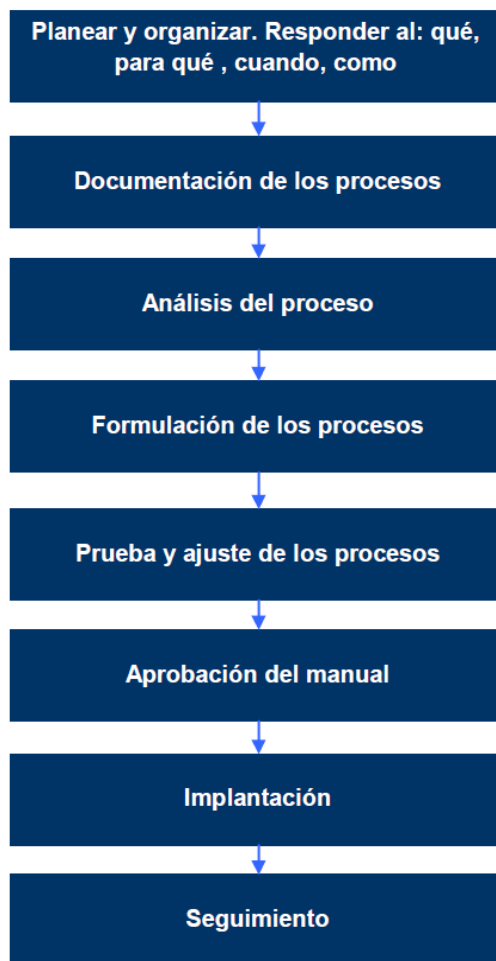 Planear y organizar. Responder al: qué,
para qué , cuando, como
Documentación de los procesos
Análisis del proceso
Formulación de los procesos
Prueba y ajuste de los procesos
Aprobación del manual
Implantación
Seguimiento